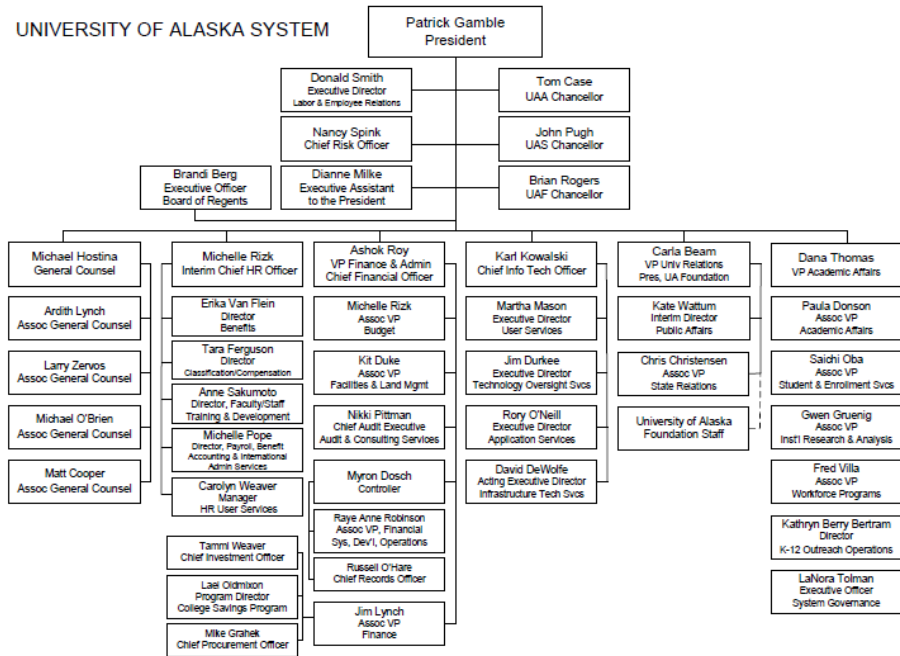 UNIVERSITY OF ALASKA SYSTEM
Patrick Gamble
President
Donald Smith
Executive Director
Labor & Employee Relations
Tom Case
UAA Chancellor
Nancy Spink
Chief Risk Officer
John Pugh
UAS Chancellor
Brandi Berg
Executive Officer
Board of Regents
Dianne Milke
Executive Assistant
to the President
Brian Rogers
UAF Chancellor
Michael Hostina
General Counsel
Ardith Lynch
Assoc General Counsel
Larry Zervos
Assoc General Counsel
Michael O'Brien
Assoc General Counsel
Matt Cooper
Assoc General Counsel
Michelle Rizk
Interim Chief HR Officer
Erika Van Flein
Director
Benefits
Tara Ferguson
Director
Classification/Compensation
Anne Sakumoto
Director, Faculty/Staff
Training & Development
Michelle Pope
Director, Payroll, Benefit
Accounting & International
Admin Services
Carolyn Weaver
Manager
HR User Services
Ashok Roy
VP Finance & Admin
Chief Financial Officer
Michelle Rizk
Assoc VP
Budget
Kit Duke
Assoc VP
Facilities & Land Mgmt
Nikki Pittman
Chief Audit Executive
Audit & Consulting Services
Myron Dosch
Controller
Raye Anne Robinson
Assoc VP, Financial
Sys, Dev'l, Operations
Russell O'Hare
Chief Records Officer
Jim Lynch
Assoc VP
Finance
Tammi Weaver
Chief Investment Officer
Lael Oldmixon
Program Director
College Savings Program
Mike Grahek
Chief Procurement Officer
Karl Kowalski
Chief Info Tech Officer
Martha Mason
Executive Director
User Services
Jim Durkee
Executive Director
Technology Oversight Svcs
Rory O'Neill
Executive Director
Application Services
David DeWolfe
Acting Executive Director
Infrastructure Tech Svcs
Carla Beam
VP Univ Relations
Pres, UA Foundation
Kate Wattum
Interim Director
Public Affairs
Chris Christensen
Assoc VP
State Relations
University of Alaska
Foundation Staff
Dana Thomas
VP Academic Affairs
Paula Donson
Assoc VP
Academic Affairs
Saichi Oba
Assoc VP
Student & Enrollment Svcs
Gwen Gruenig
Assoc VP
Inst'l Research & Analysis
Fred Villa
Assoc VP
Workforce Programs
Kathryn Berry Bertram
Director
K-12 Outreach Operations
LaNora Tolman
Executive Officer
System Governance